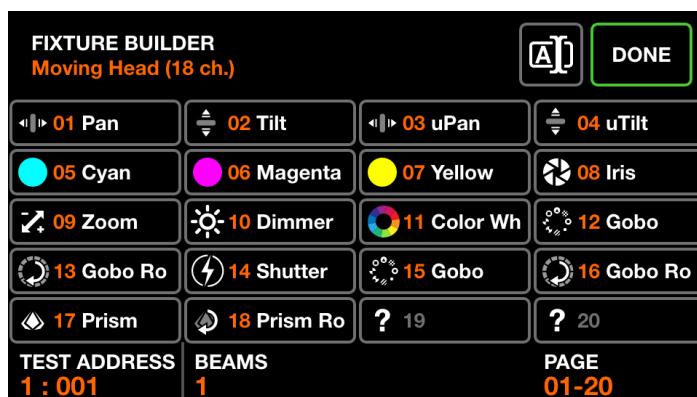 FIXTURE BUILDER
Moving Head (18 ch.)
A
DONE
01 Pan
02 Tilt
03 uPan
04 uTilt
05 Cyan
06 Magenta
07 Yellow
08 Iris
09 Zoom
10 Dimmer
11 Color Wh
12 Gobo
13 Gobo Ro
14 Shutter
15 Gobo
16 Gobo Ro
17 Prism
18 Prism Ro
? 19
? 20
TEST ADDRESS
1 : 001
BEAMS
1
PAGE
01-20